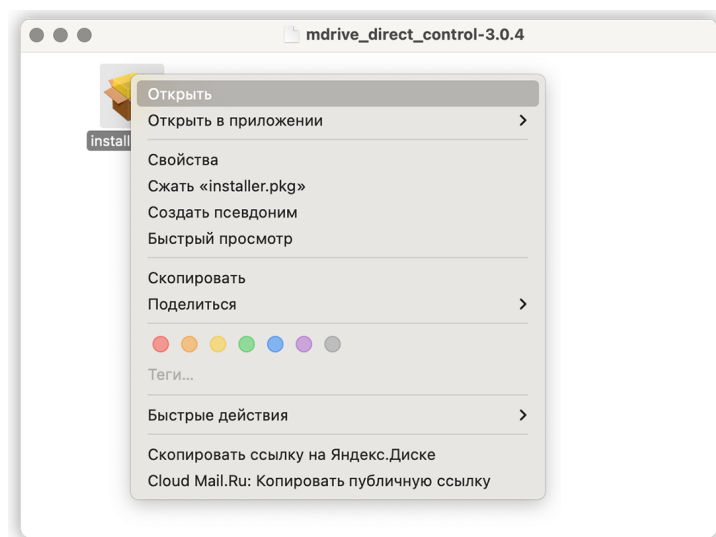 mdrive_direct_control-3.0.4
install
Открыть
Открыть в приложении
Свойства
Сжать «installer.pkg»
Создать псевдоним
Быстрый просмотр
Скопировать
Поделиться
Теги...
Быстрые действия
Скопировать ссылку на Яндекс.Диске
Cloud Mail.Ru: Копировать публичную ссылку